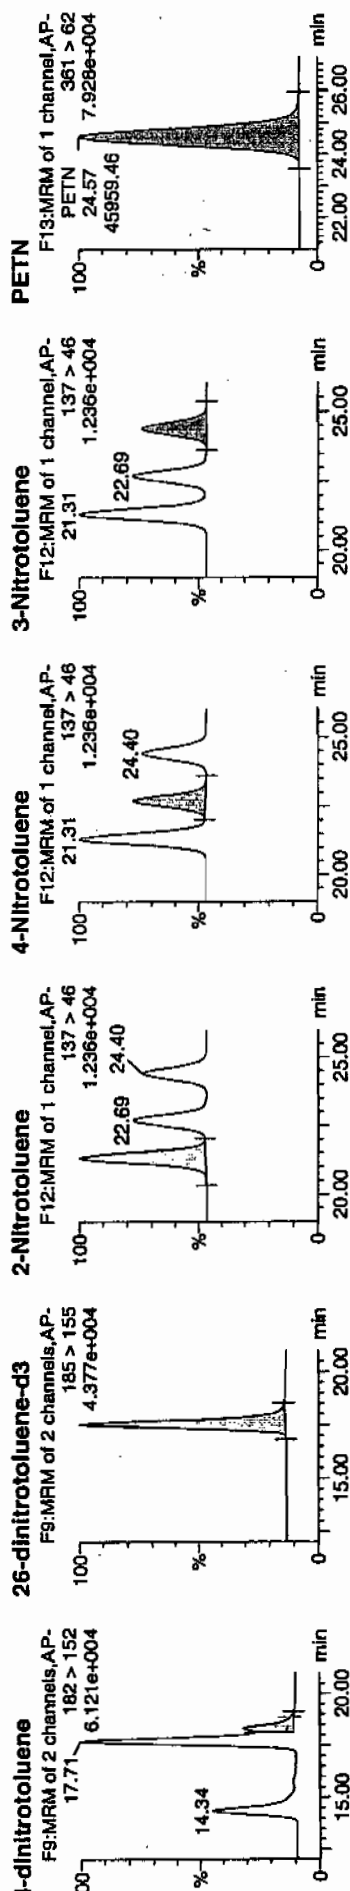 4-dinitrotoluene
F9:MRM of 2 channels,AP-
182 > 152
17.71
6.121e+004
14.34
%
0
15.00
20.00
min
26-dinitrotoluene-d3
F9:MRM of 2 channels,AP-
185 > 155
4.377e+004
100
%
0
15.00
20.00
min
2-Nitrotoluene
F12:MRM of 1 channel,AP-
137 > 46
1.236e+004
100
22.69
24.40
%
0
20.00
25.00
min
4-Nitrotoluene
F12:MRM of 1 channel,AP-
137 > 46
21.31
1.236e+004
100
24.40
%
0
20.00
25.00
min
3-Nitrotoluene
F12:MRM of 1 channel,AP-
137 > 46
21.31
1.236e+004
100
22.69
%
0
20.00
25.00
min
PETN
F13:MRM of 1 channel,AP-
361 > 62
PETN
7.928e+004
24.57
45959.46
100
%
0
22.00
24.00
26.00
min